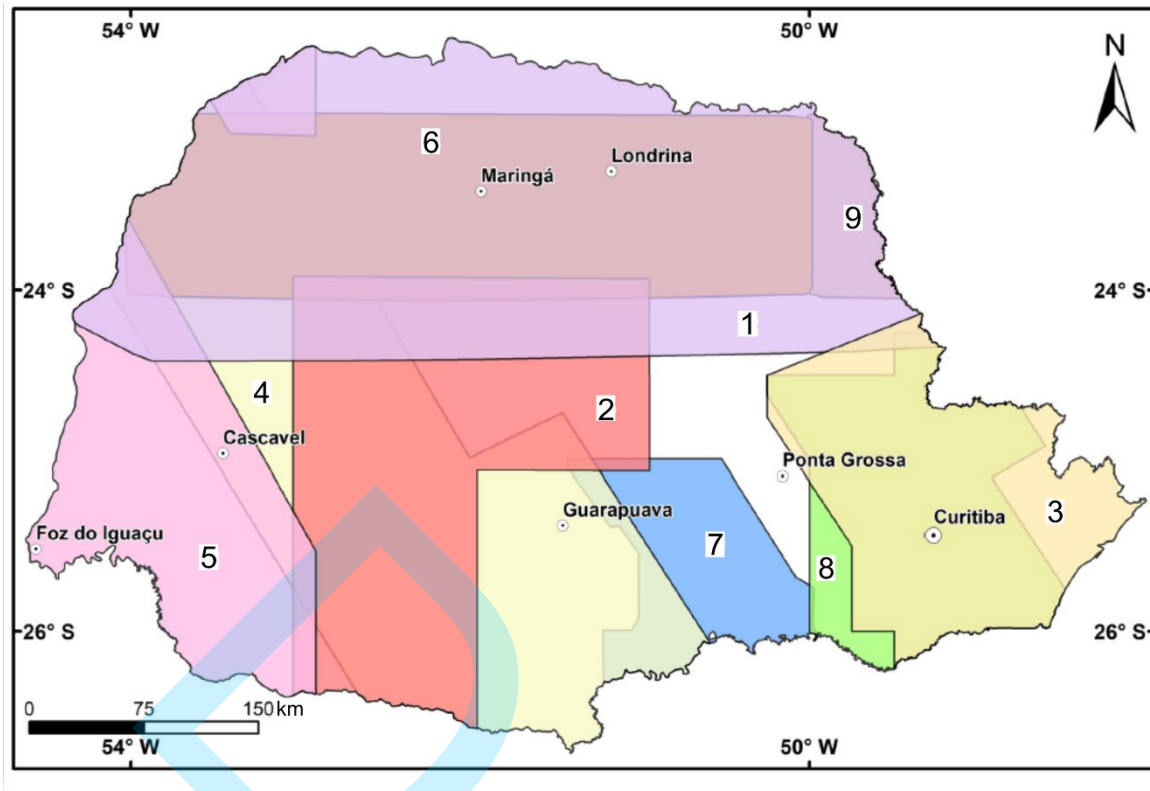 54° W 50° W
N
6
Londrina
Maringá
9
24° S 24° S
1
4
2
Cascavel
Ponta Grossa
3
Guarapuava
Curitiba
Foz do Iguaçu
5
7
8
26° S 26° S
0 75 150 km
54° W 50° W